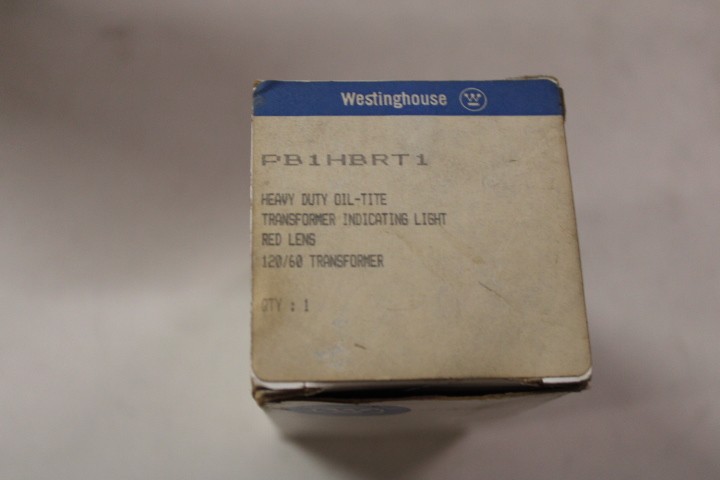 Westinghouse
PB1HBRT1
HEAVY DUTY OIL-TITE
TRANSFORMER INDICATING LIGHT
RED LENS
120/60 TRANSFORMER
QTY : 1